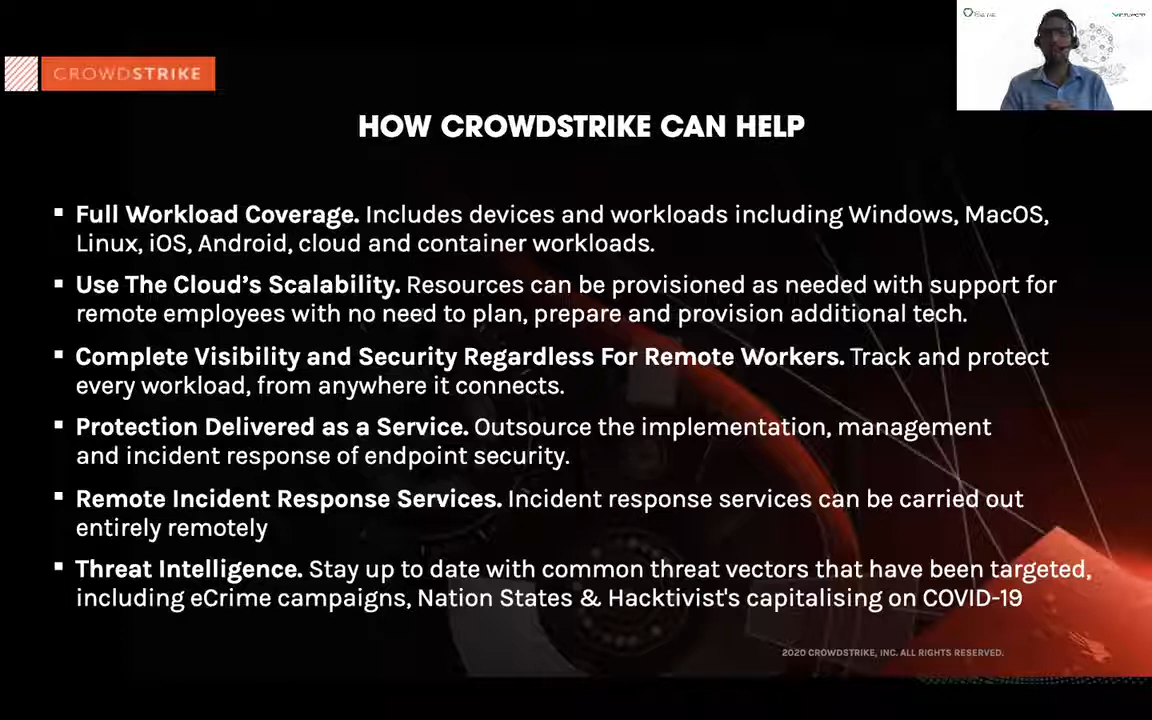 CROWDSTRIKE
HOW CROWDSTRIKE CAN HELP
▪ Full Workload Coverage. Includes devices and workloads including Windows, MacOS,
Linux, iOS, Android, cloud and container workloads.
▪ Use The Cloud’s Scalability. Resources can be provisioned as needed with support for
remote employees with no need to plan, prepare and provision additional tech.
▪ Complete Visibility and Security Regardless For Remote Workers. Track and protect
every workload, from anywhere it connects.
▪ Protection Delivered as a Service. Outsource the implementation, management
and incident response of endpoint security.
▪ Remote Incident Response Services. Incident response services can be carried out
entirely remotely
▪ Threat Intelligence. Stay up to date with common threat vectors that have been targeted,
including eCrime campaigns, Nation States & Hacktivist's capitalising on COVID-19
2020 CROWDSTRIKE, INC. ALL RIGHTS RESERVED.